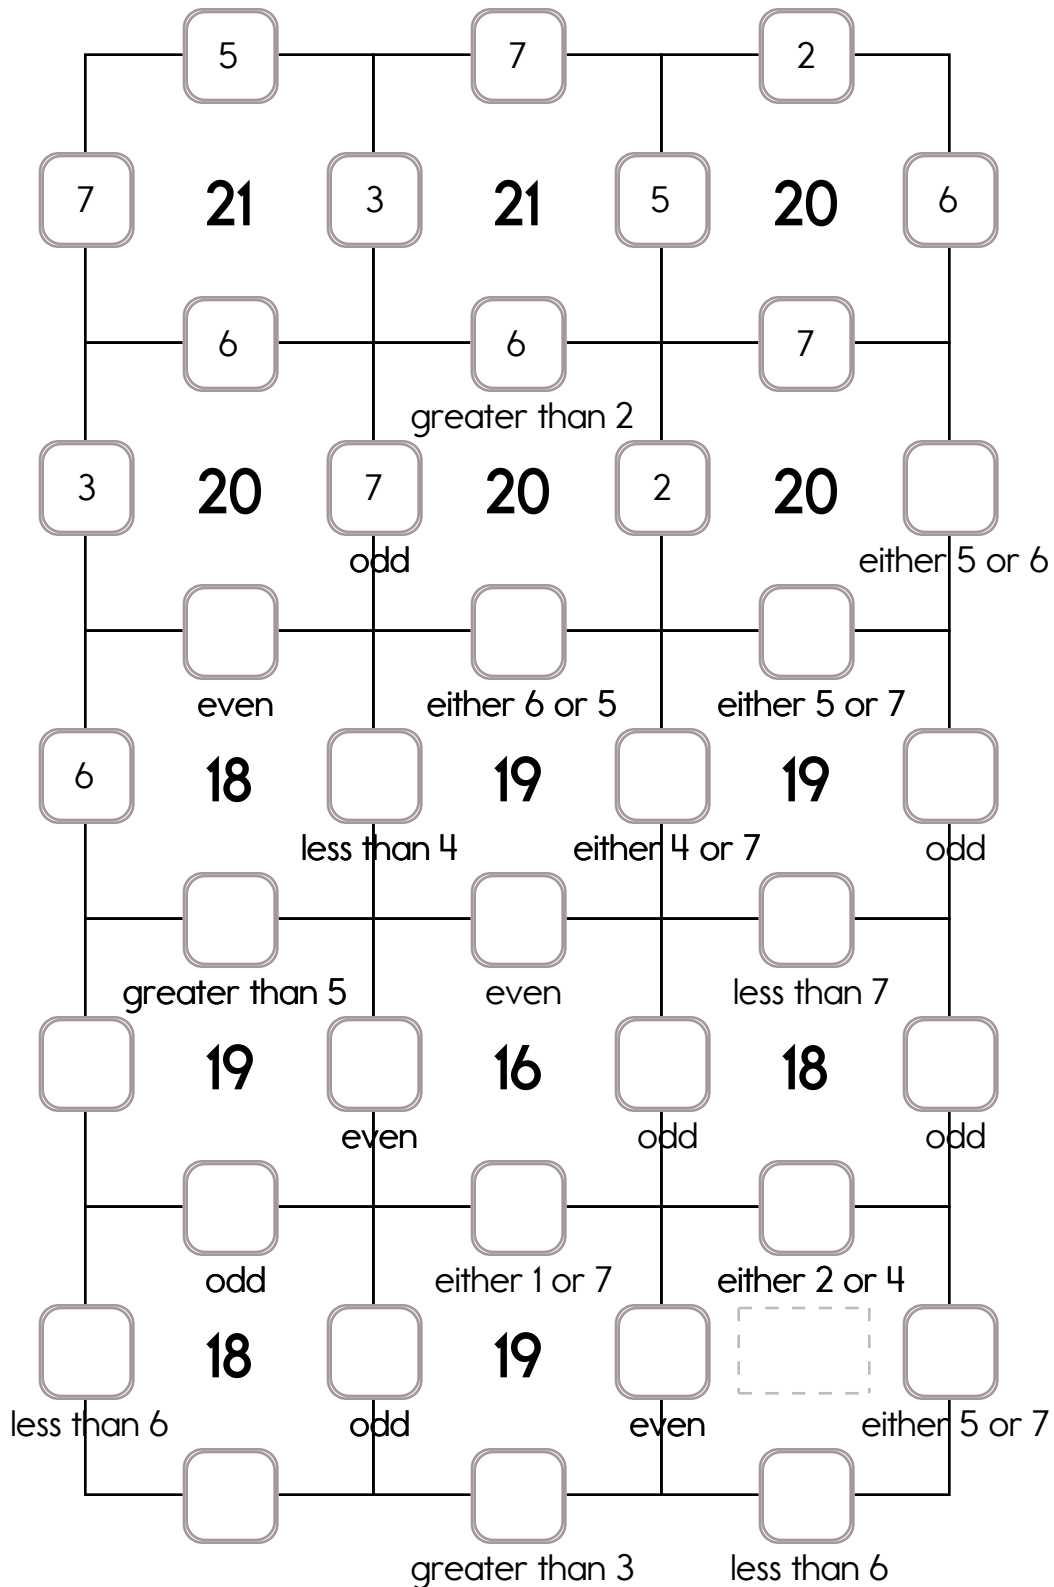 5 7 2
7 21 3 21 5 20 6
6 6 7
greater than 2
3 20 7 20 2 20
odd either 5 or 6
even either 6 or 5 either 5 or 7
6 18 19 19
less than 4 either 4 or 7 odd
greater than 5 even less than 7
19 16 18
even odd odd
odd either 1 or 7 either 2 or 4
18 19
less than 6 odd even either 5 or 7
greater than 3 less than 6